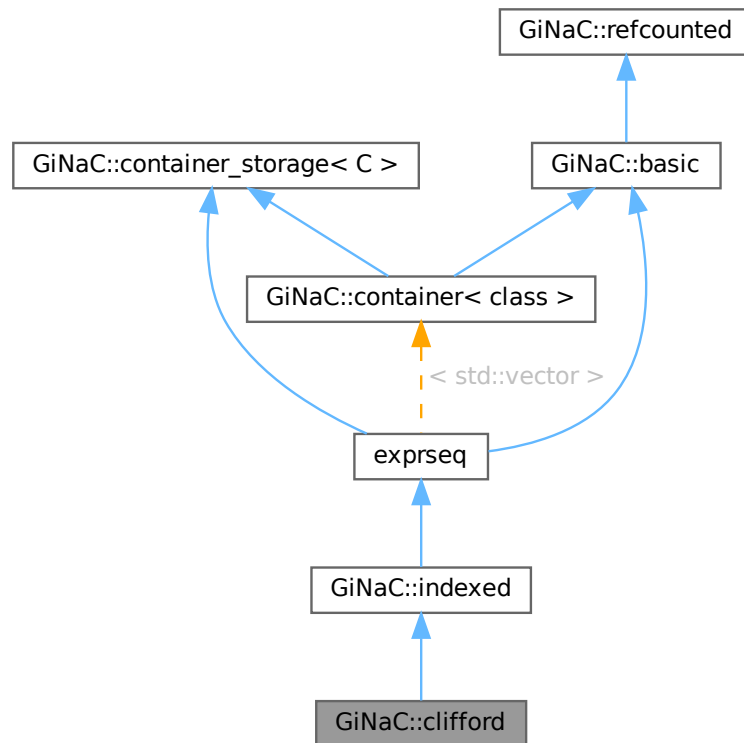 GiNaC::refcounted
GiNaC::container_storage< C >
GiNaC::basic
GiNaC::container< class >
< std::vector >
exprseq
GiNaC::indexed
GiNaC::clifford